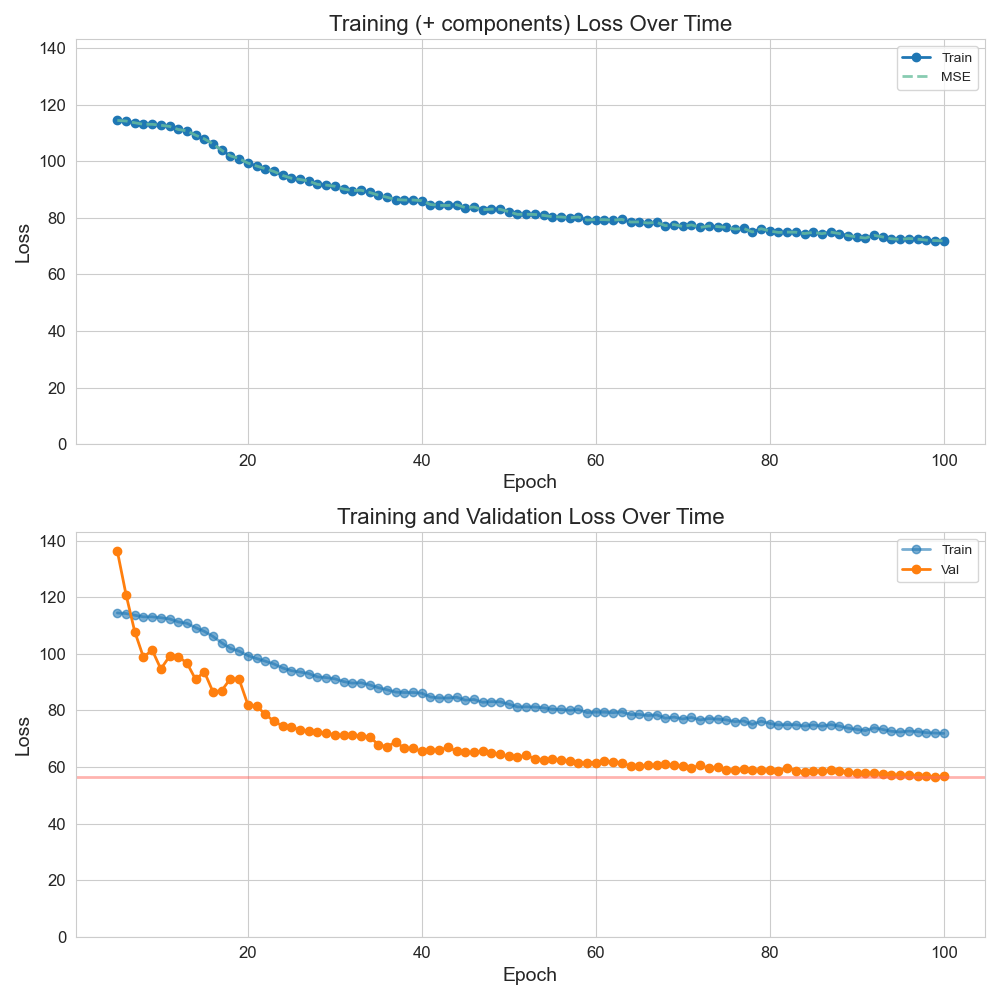 Training (+ components) Loss Over Time
140
120
100
80
60
40
20
0
Loss
Train
MSE
20 40 60 80 100
Epoch
Training and Validation Loss Over Time
140
120
100
80
60
40
20
0
Loss
Train
Val
20 40 60 80 100
Epoch